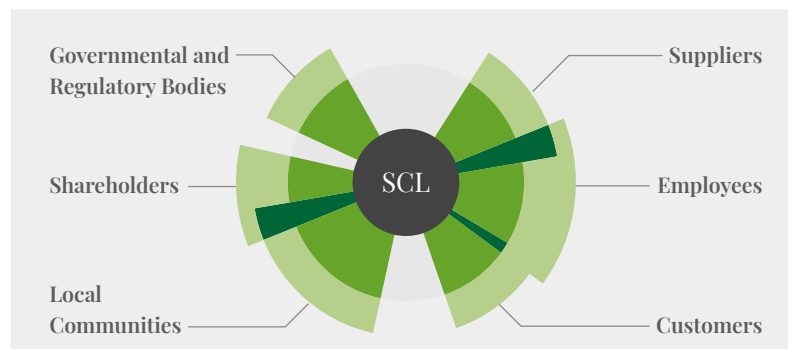 Governmental and
Regulatory Bodies
Suppliers
SCL
Shareholders
Employees
Local
Communities
Customers